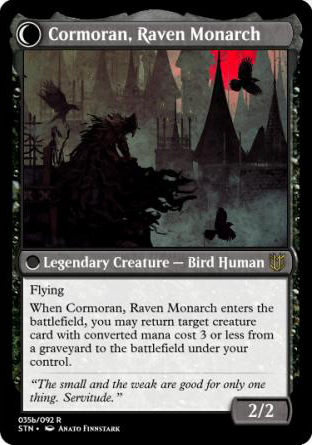 Cormoran, Raven Monarch
Legendary Creature — Bird Human
Flying
When Cormoran, Raven Monarch enters the
battlefield, you may return target creature
card with converted mana cost 3 or less from
a graveyard to the battlefield under your
control.
“The small and the weak are good for only one
thing. Servitude.”
2/2
035b/092 R
STN • Anato Finnstark